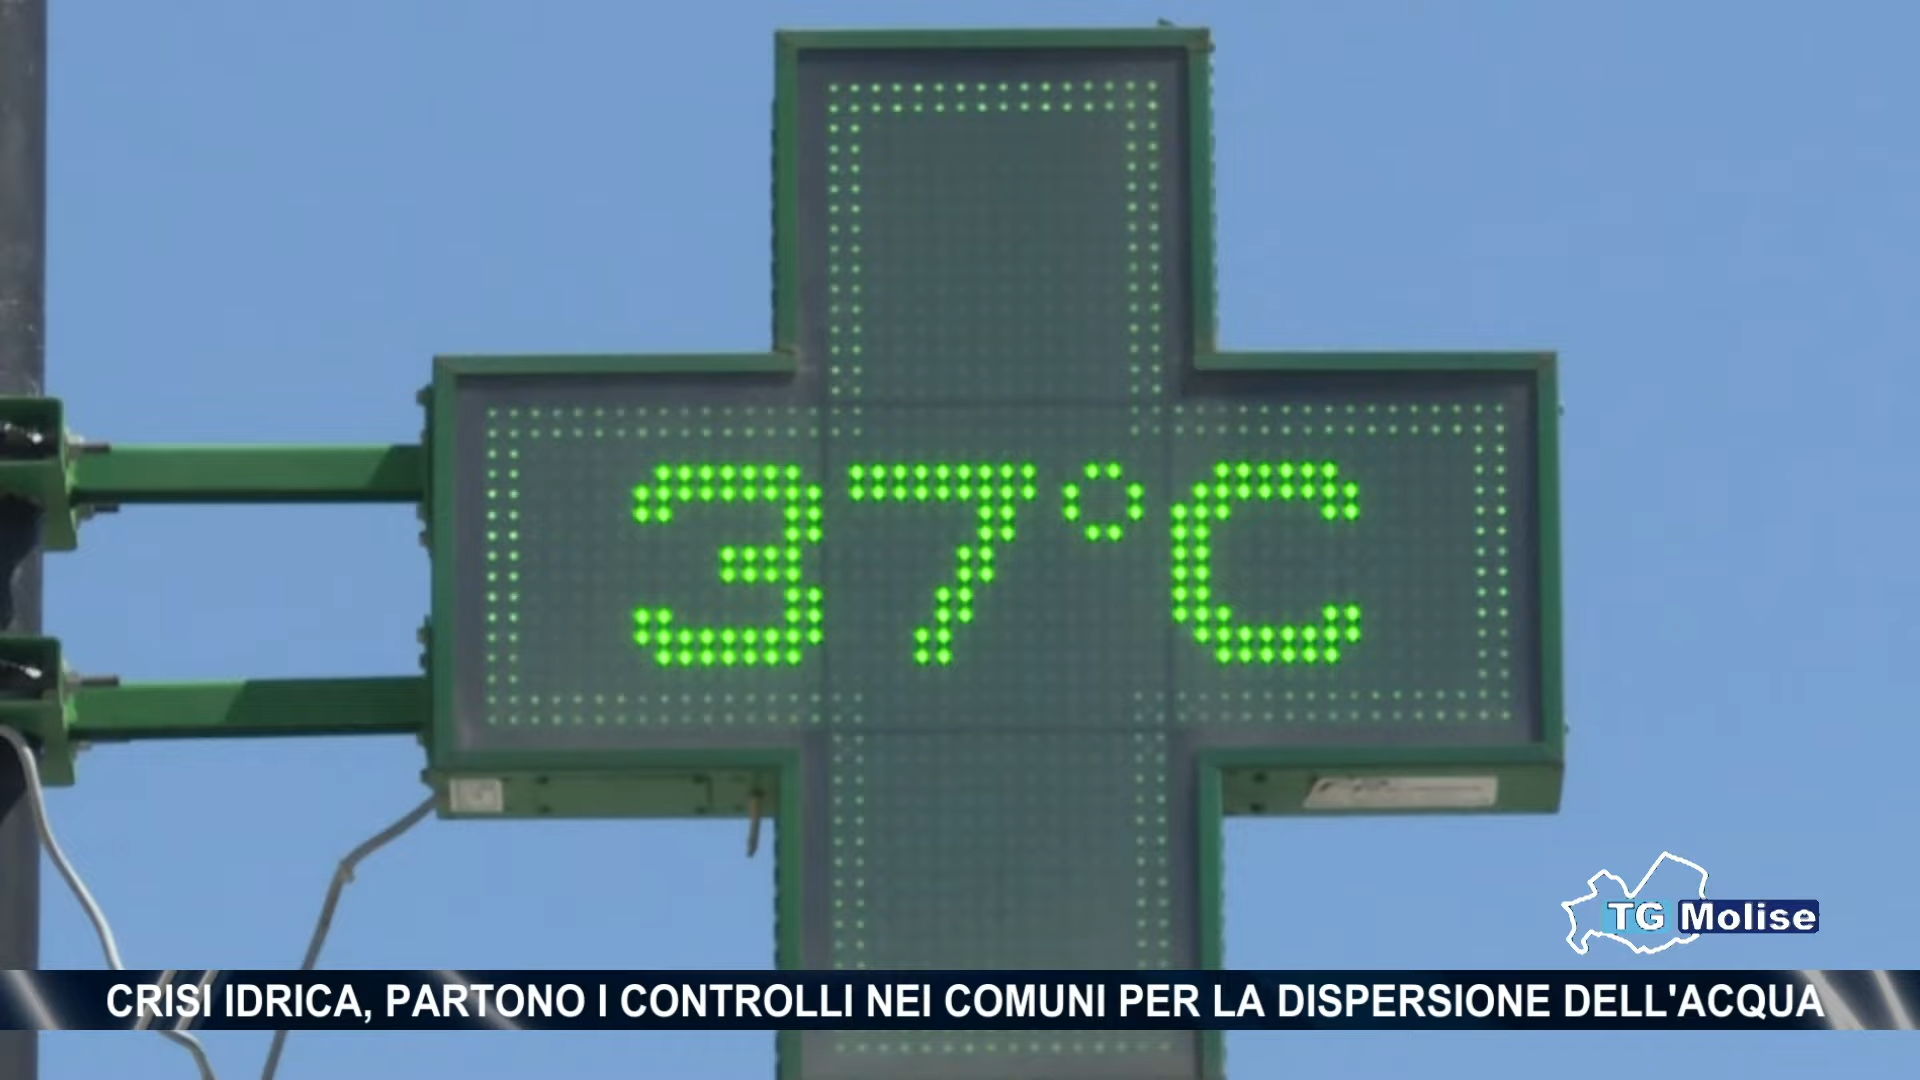 37°C
TG Molise
CRISI IDRICA, PARTONO I CONTROLLI NEI COMUNI PER LA DISPERSIONE DELL'ACQUA